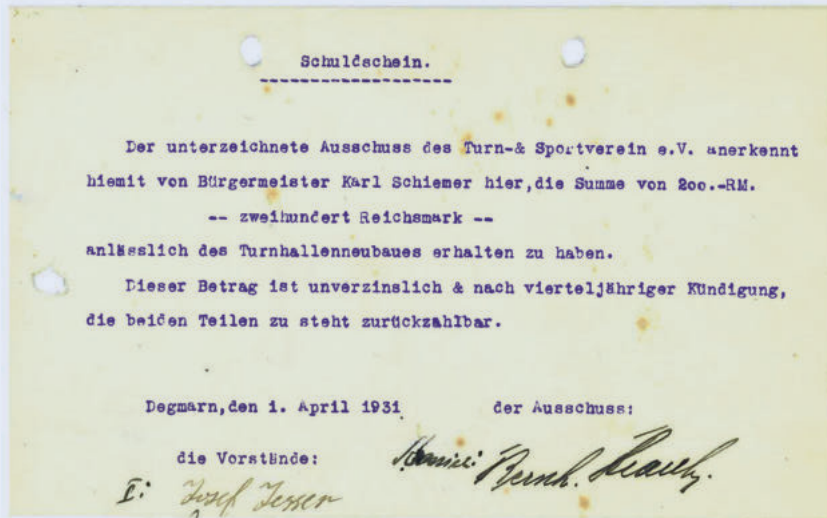 Schuldschein.
Der unterzeichnete Ausschuss des Turn-& Sportverein e.V. anerkennt
hiemit von Bürgermeister Karl Schiemer hier,die Summe von 2oo.-RM.
-- zweihundert Reichsmark --
anlässlich des Turnhallenneubaues erhalten zu haben.
Dieser Betrag ist unverzinslich & nach vierteljähriger Kündigung,
die beiden Teilen zu steht zurückzahlbar.
Degmarn,den 1. April 1931 der Ausschuss:
die Vorstände: Bernh.
I: Josef